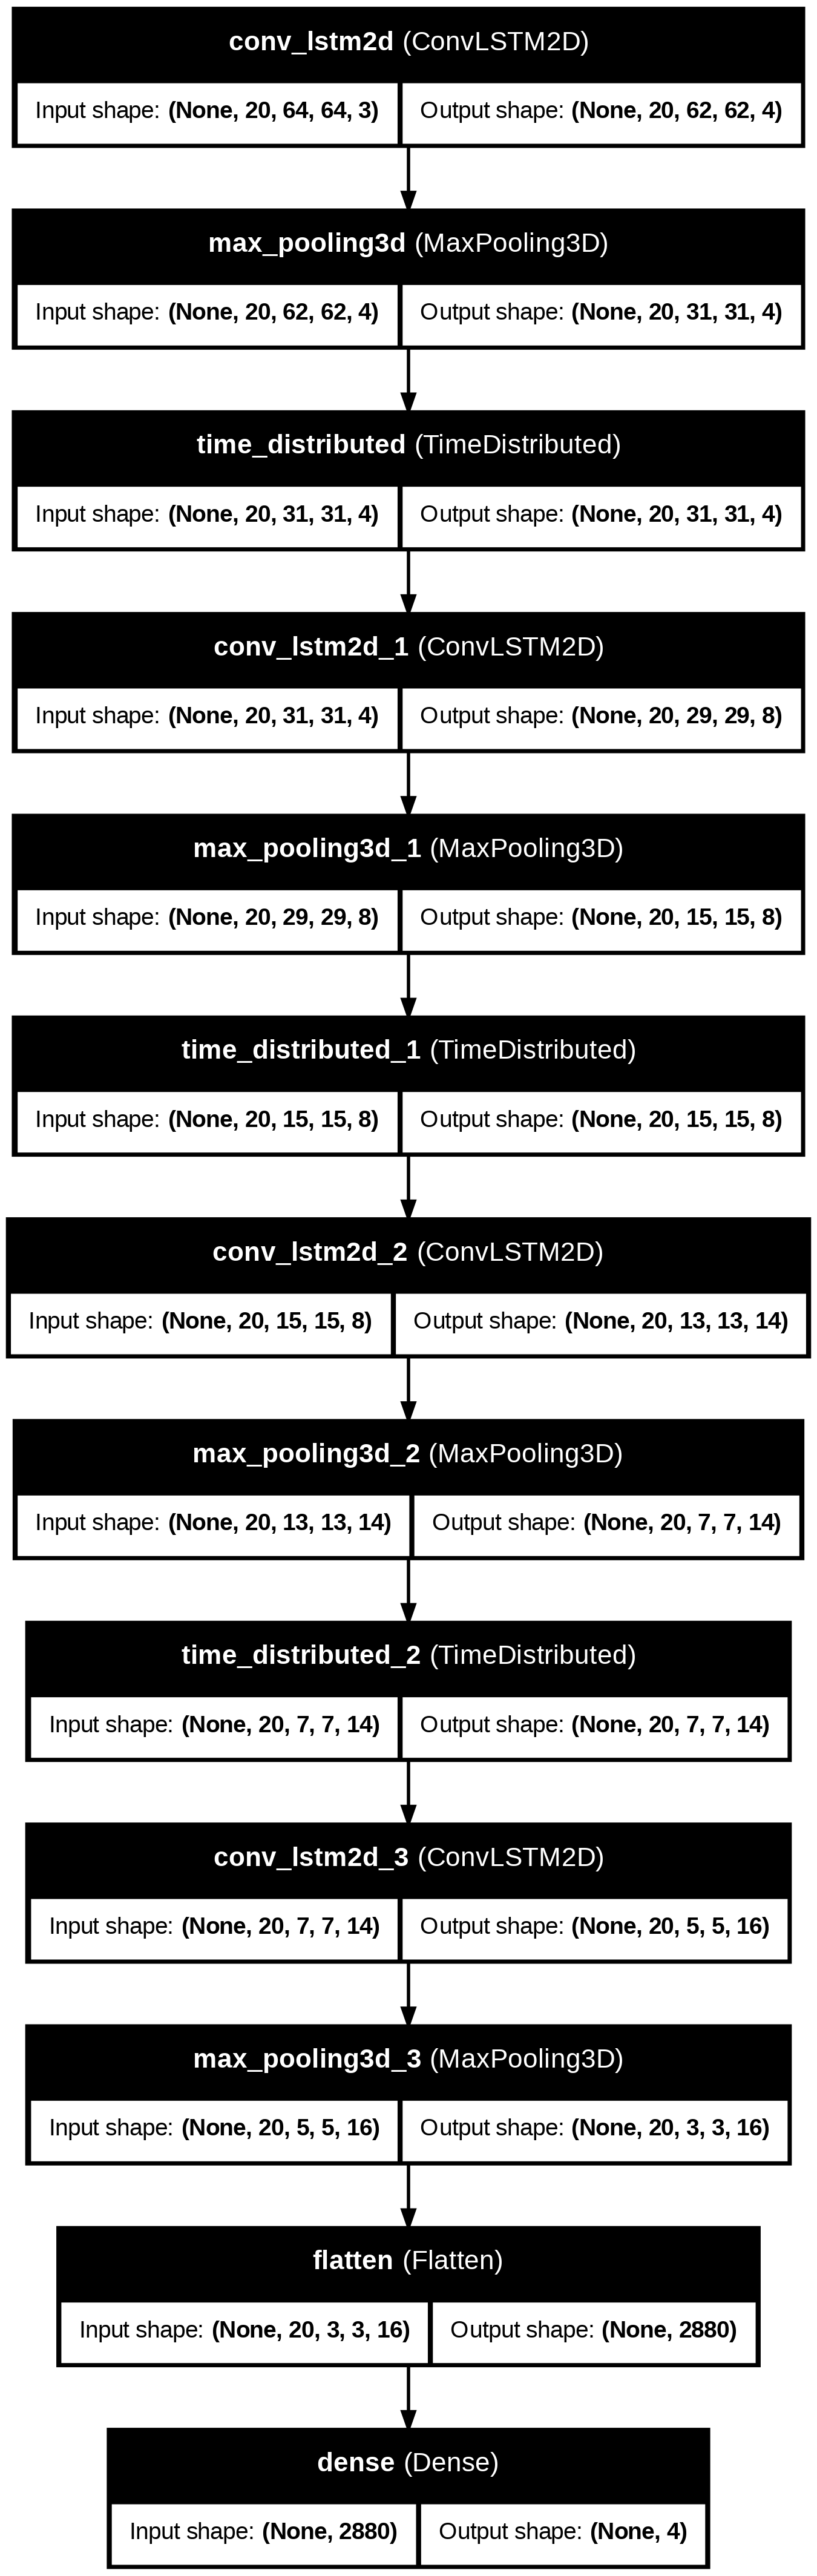 conv_lstm2d (ConvLSTM2D)
Input shape: (None, 20, 64, 64, 3) Output shape: (None, 20, 62, 62, 4)
max_pooling3d (MaxPooling3D)
Input shape: (None, 20, 62, 62, 4) Output shape: (None, 20, 31, 31, 4)
time_distributed (TimeDistributed)
Input shape: (None, 20, 31, 31, 4) Output shape: (None, 20, 31, 31, 4)
conv_lstm2d_1 (ConvLSTM2D)
Input shape: (None, 20, 31, 31, 4) Output shape: (None, 20, 29, 29, 8)
max_pooling3d_1 (MaxPooling3D)
Input shape: (None, 20, 29, 29, 8) Output shape: (None, 20, 15, 15, 8)
time_distributed_1 (TimeDistributed)
Input shape: (None, 20, 15, 15, 8) Output shape: (None, 20, 15, 15, 8)
conv_lstm2d_2 (ConvLSTM2D)
Input shape: (None, 20, 15, 15, 8) Output shape: (None, 20, 13, 13, 14)
max_pooling3d_2 (MaxPooling3D)
Input shape: (None, 20, 13, 13, 14) Output shape: (None, 20, 7, 7, 14)
time_distributed_2 (TimeDistributed)
Input shape: (None, 20, 7, 7, 14) Output shape: (None, 20, 7, 7, 14)
conv_lstm2d_3 (ConvLSTM2D)
Input shape: (None, 20, 7, 7, 14) Output shape: (None, 20, 5, 5, 16)
max_pooling3d_3 (MaxPooling3D)
Input shape: (None, 20, 5, 5, 16) Output shape: (None, 20, 3, 3, 16)
flatten (Flatten)
Input shape: (None, 20, 3, 3, 16) Output shape: (None, 2880)
dense (Dense)
Input shape: (None, 2880) Output shape: (None, 4)